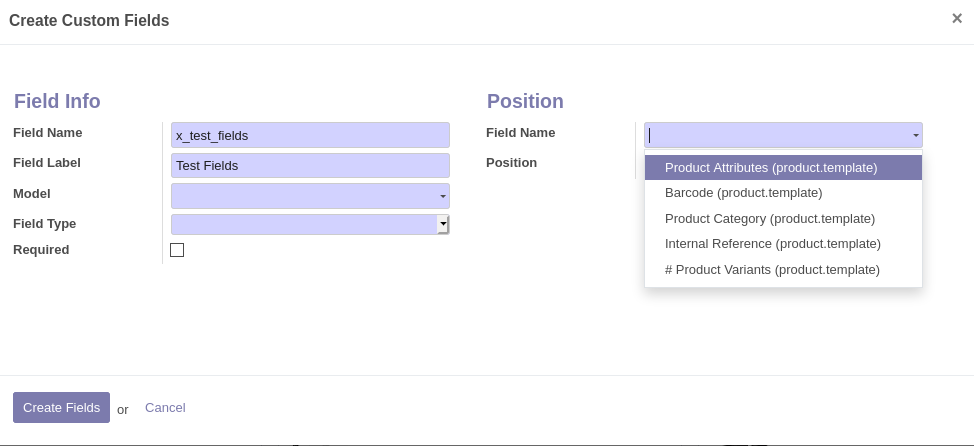 Create Custom Fields ×
Field Info
Field Name x_test_fields
Field Label Test Fields
Model
Field Type
Required
Position
Field Name
Position
Product Attributes (product.template)
Barcode (product.template)
Product Category (product.template)
Internal Reference (product.template)
# Product Variants (product.template)
Create Fields or Cancel